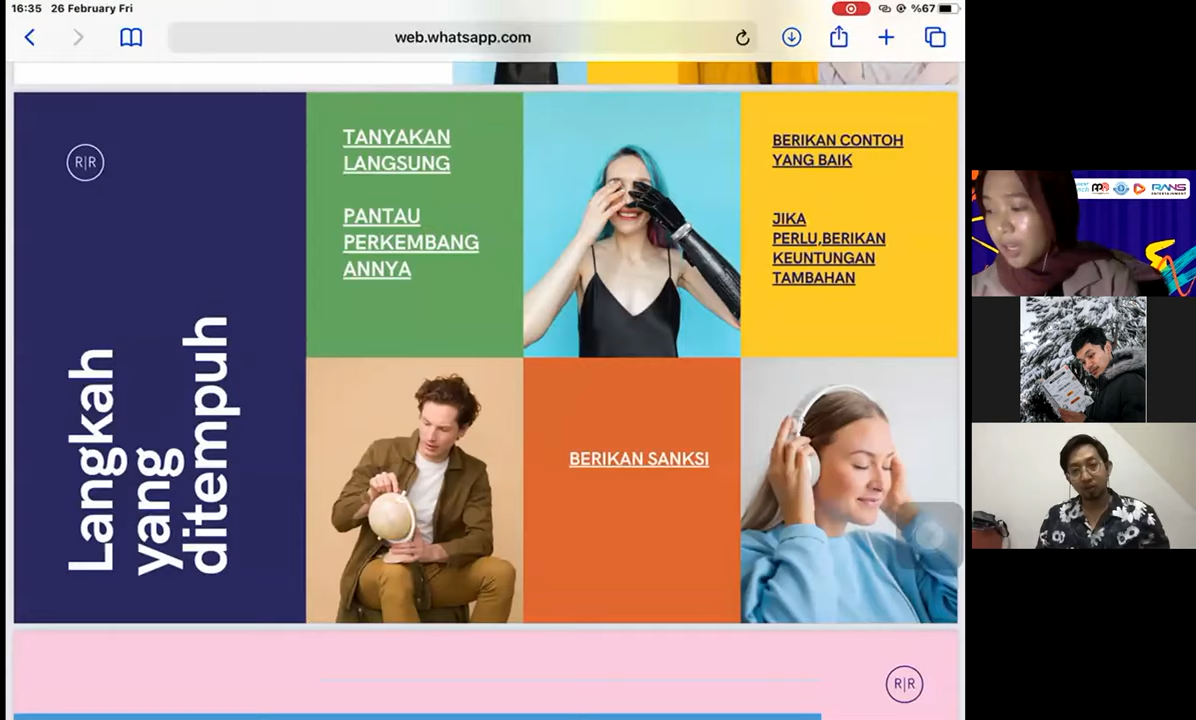 16:35 26 February Fri
%67
web.whatsapp.com
R|R
Langkah
yang
ditempuh
TANYAKAN
LANGSUNG
PANTAU
PERKEMBANG
ANNYA
BERIKAN CONTOH
YANG BAIK
JIKA
PERLU,BERIKAN
KEUNTUNGAN
TAMBAHAN
BERIKAN SANKSI
R|R
RANS
ENTERTAINMENT